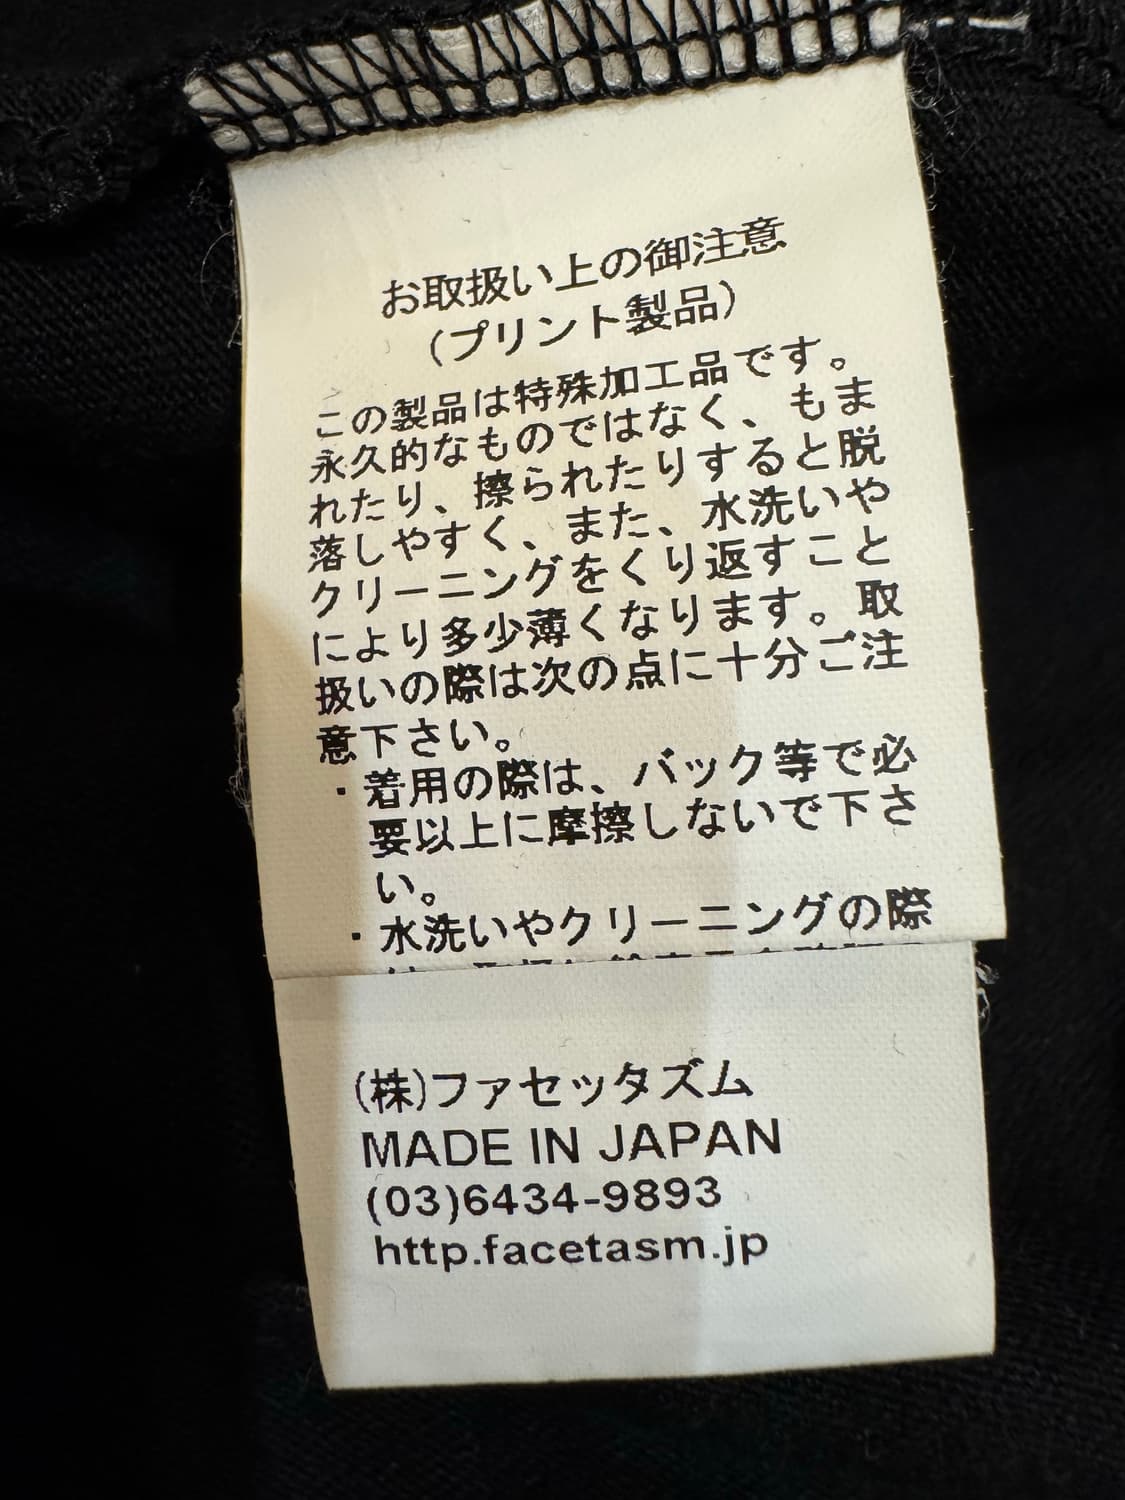 お取扱い上の御注意
(プリント製品)
この製品は特殊加工品です。
永久的なものではなく、もま
れたり、擦られたりすると脱
落しやすく、また、水洗いや
クリーニングをくり返すこと
により多少薄くなります。取
扱いの際は次の点に十分ご注
意下さい。
・着用の際は、バック等で必
要以上に摩擦しないで下さ
い。
・水洗いやクリーニングの際
(株)ファセッタズム
MADE IN JAPAN
(03)6434-9893
http.facetasm.jp